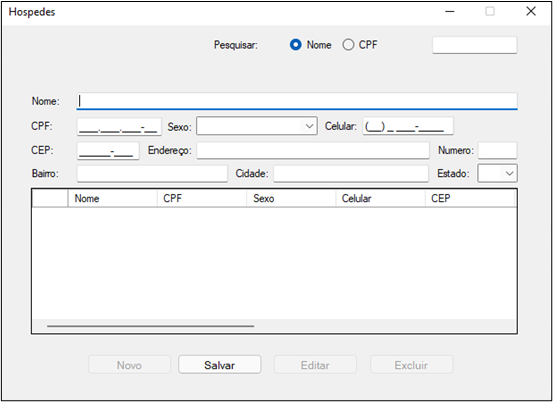 Hospedes
Pesquisar: Nome CPF
Nome:
CPF: ___.___.___-__ Sexo: Celular: (__) _ ____-____
CEP: _____-___ Endereço: Numero:
Bairro: Cidade: Estado:
Nome CPF Sexo Celular CEP
Novo Salvar Editar Excluir